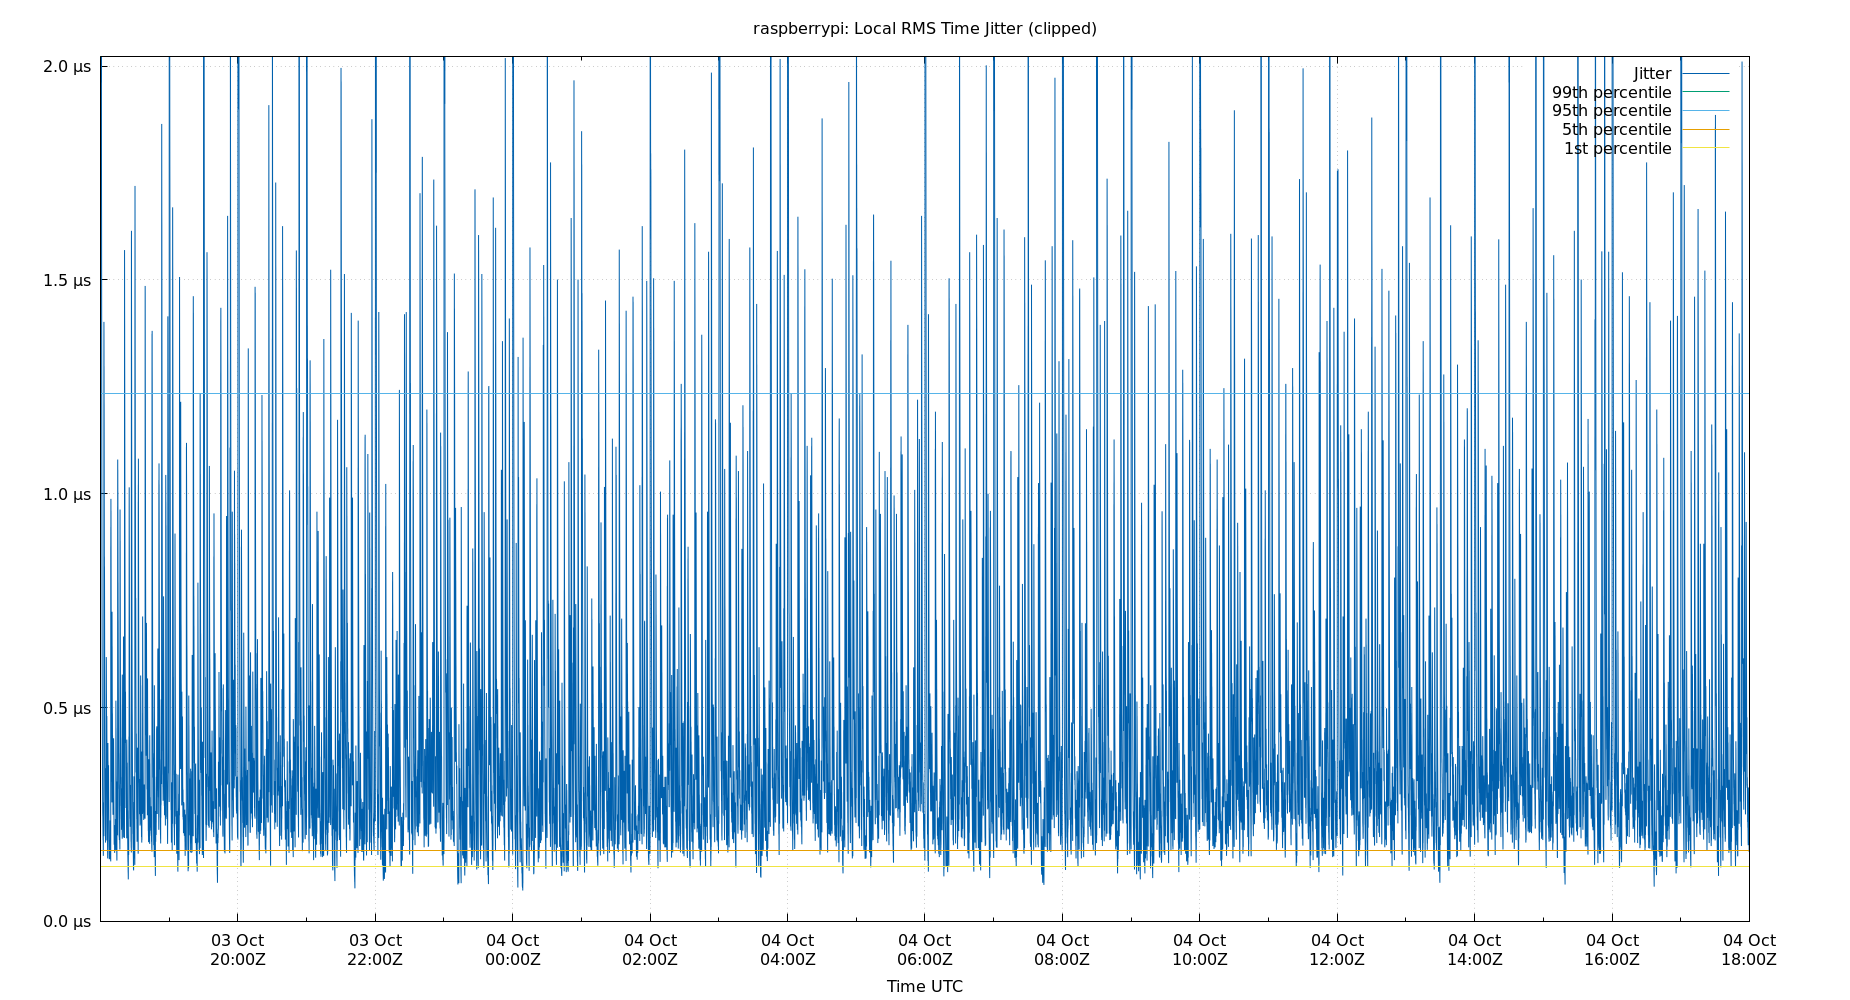 raspberrypi: Local RMS Time Jitter (clipped)
2.0 µs
1.5 µs
1.0 µs
0.5 µs
0.0 µs
Jitter
99th percentile
95th percentile
5th percentile
1st percentile
03 Oct 03 Oct 04 Oct 04 Oct 04 Oct 04 Oct 04 Oct 04 Oct 04 Oct 04 Oct 04 Oct 04 Oct
20:00Z 22:00Z 00:00Z 02:00Z 04:00Z 06:00Z 08:00Z 10:00Z 12:00Z 14:00Z 16:00Z 18:00Z
Time UTC